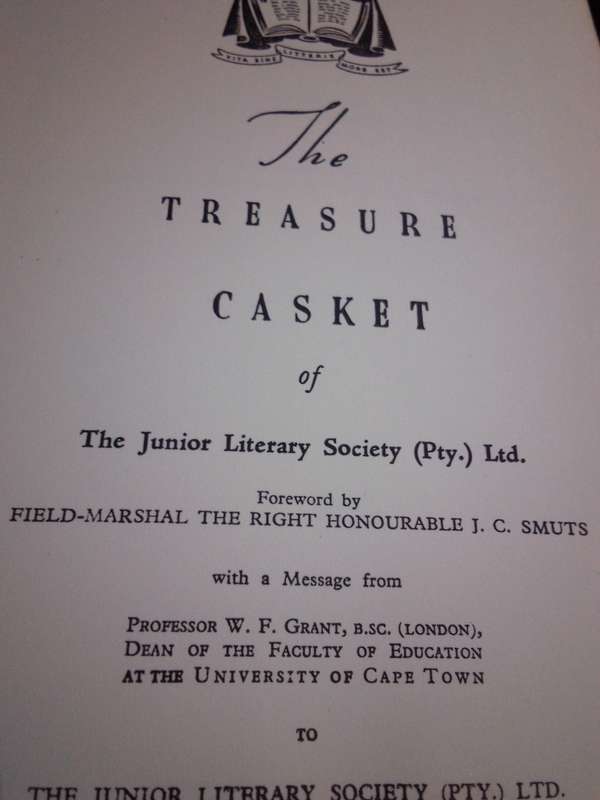 VITA SINE LITTERIS MORS EST
The
TREASURE
CASKET
of
The Junior Literary Society (Pty.) Ltd.
Foreword by
FIELD-MARSHAL THE RIGHT HONOURABLE J. C. SMUTS
with a Message from
PROFESSOR W. F. GRANT, B.SC. (LONDON),
DEAN OF THE FACULTY OF EDUCATION
AT THE UNIVERSITY OF CAPE TOWN
TO
THE JUNIOR LITERARY SOCIETY (PTY.) LTD.